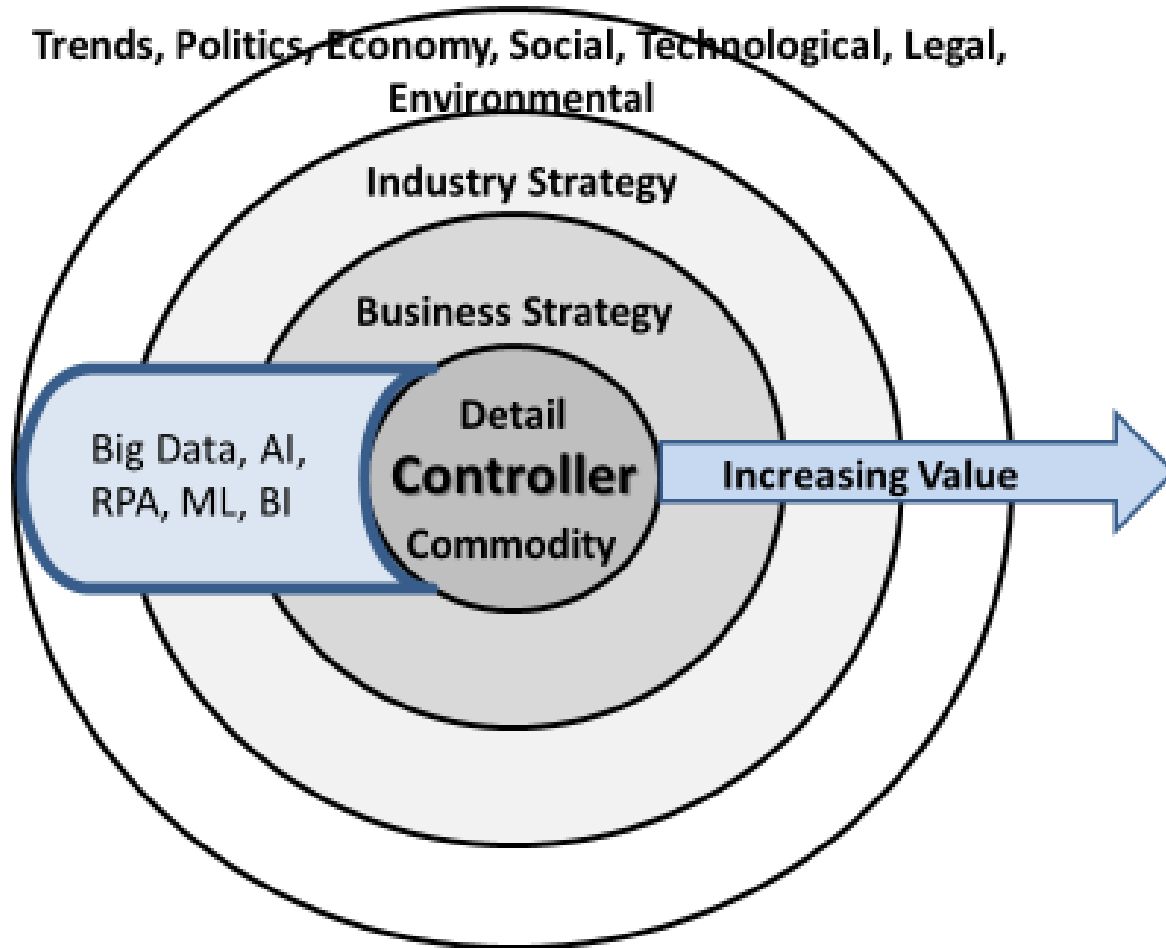 Trends, Politics, Economy, Social, Technological, Legal,
Environmental
Industry Strategy
Business Strategy
Detail
Controller
Commodity
Big Data, AI,
RPA, ML, BI
Increasing Value